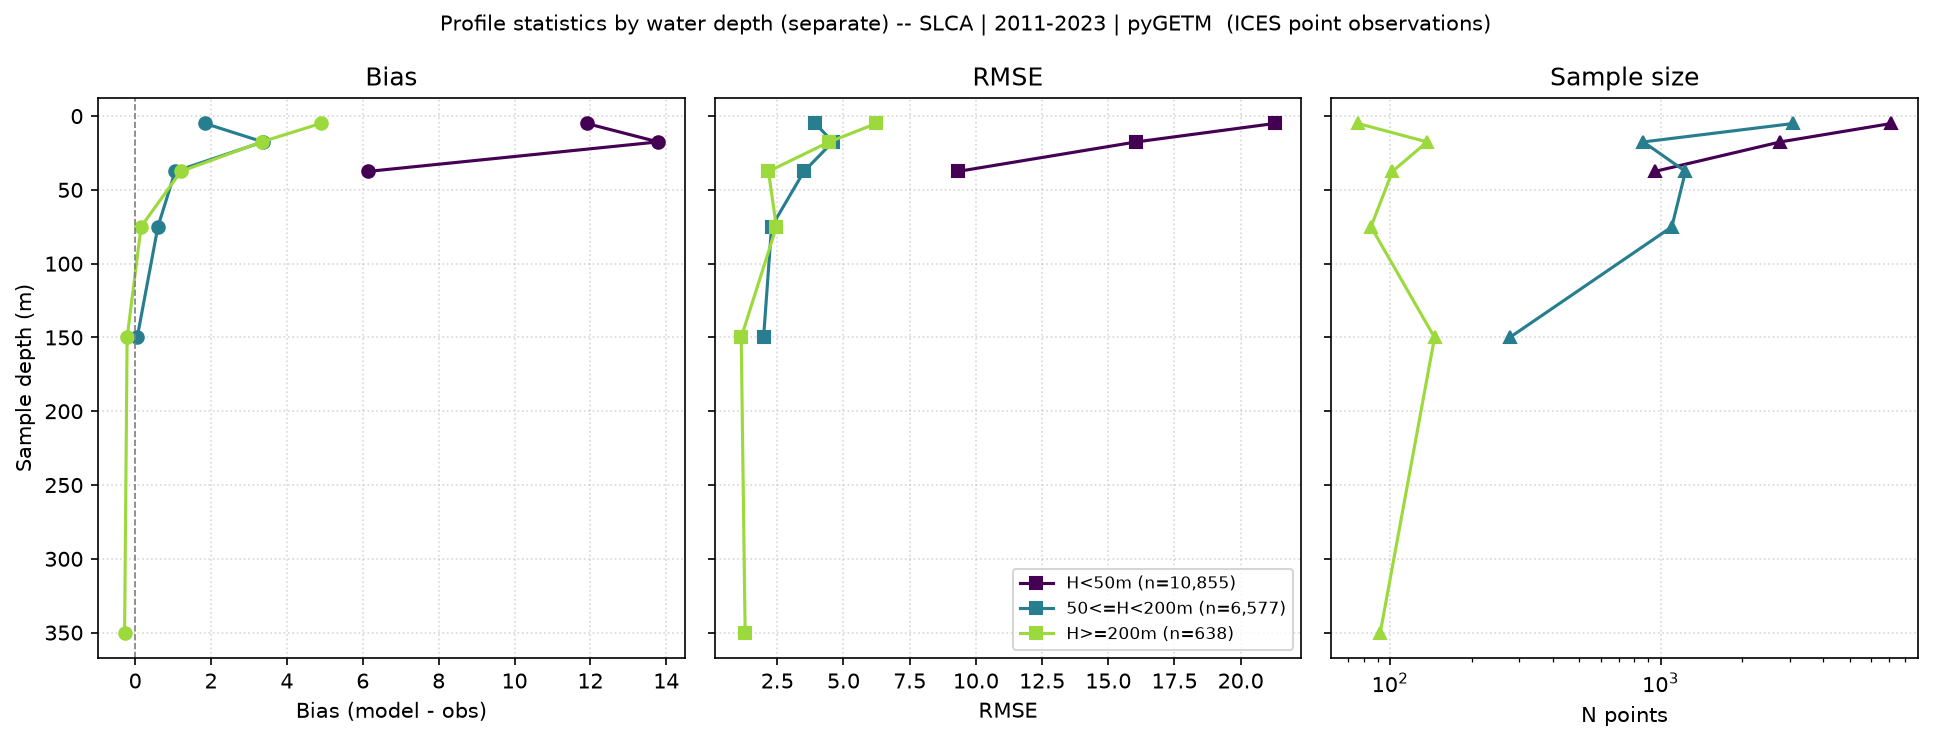 Profile statistics by water depth (separate) -- SLCA | 2011-2023 | pyGETM  (ICES point observations)
Bias
RMSE
Sample size
Sample depth (m)
0
50
100
150
200
250
300
350
0 2 4 6 8 10 12 14
Bias (model - obs)
2.5 5.0 7.5 10.0 12.5 15.0 17.5 20.0
RMSE
H<50m (n=10,855)
50<=H<200m (n=6,577)
H>=200m (n=638)
10² 10³
N points